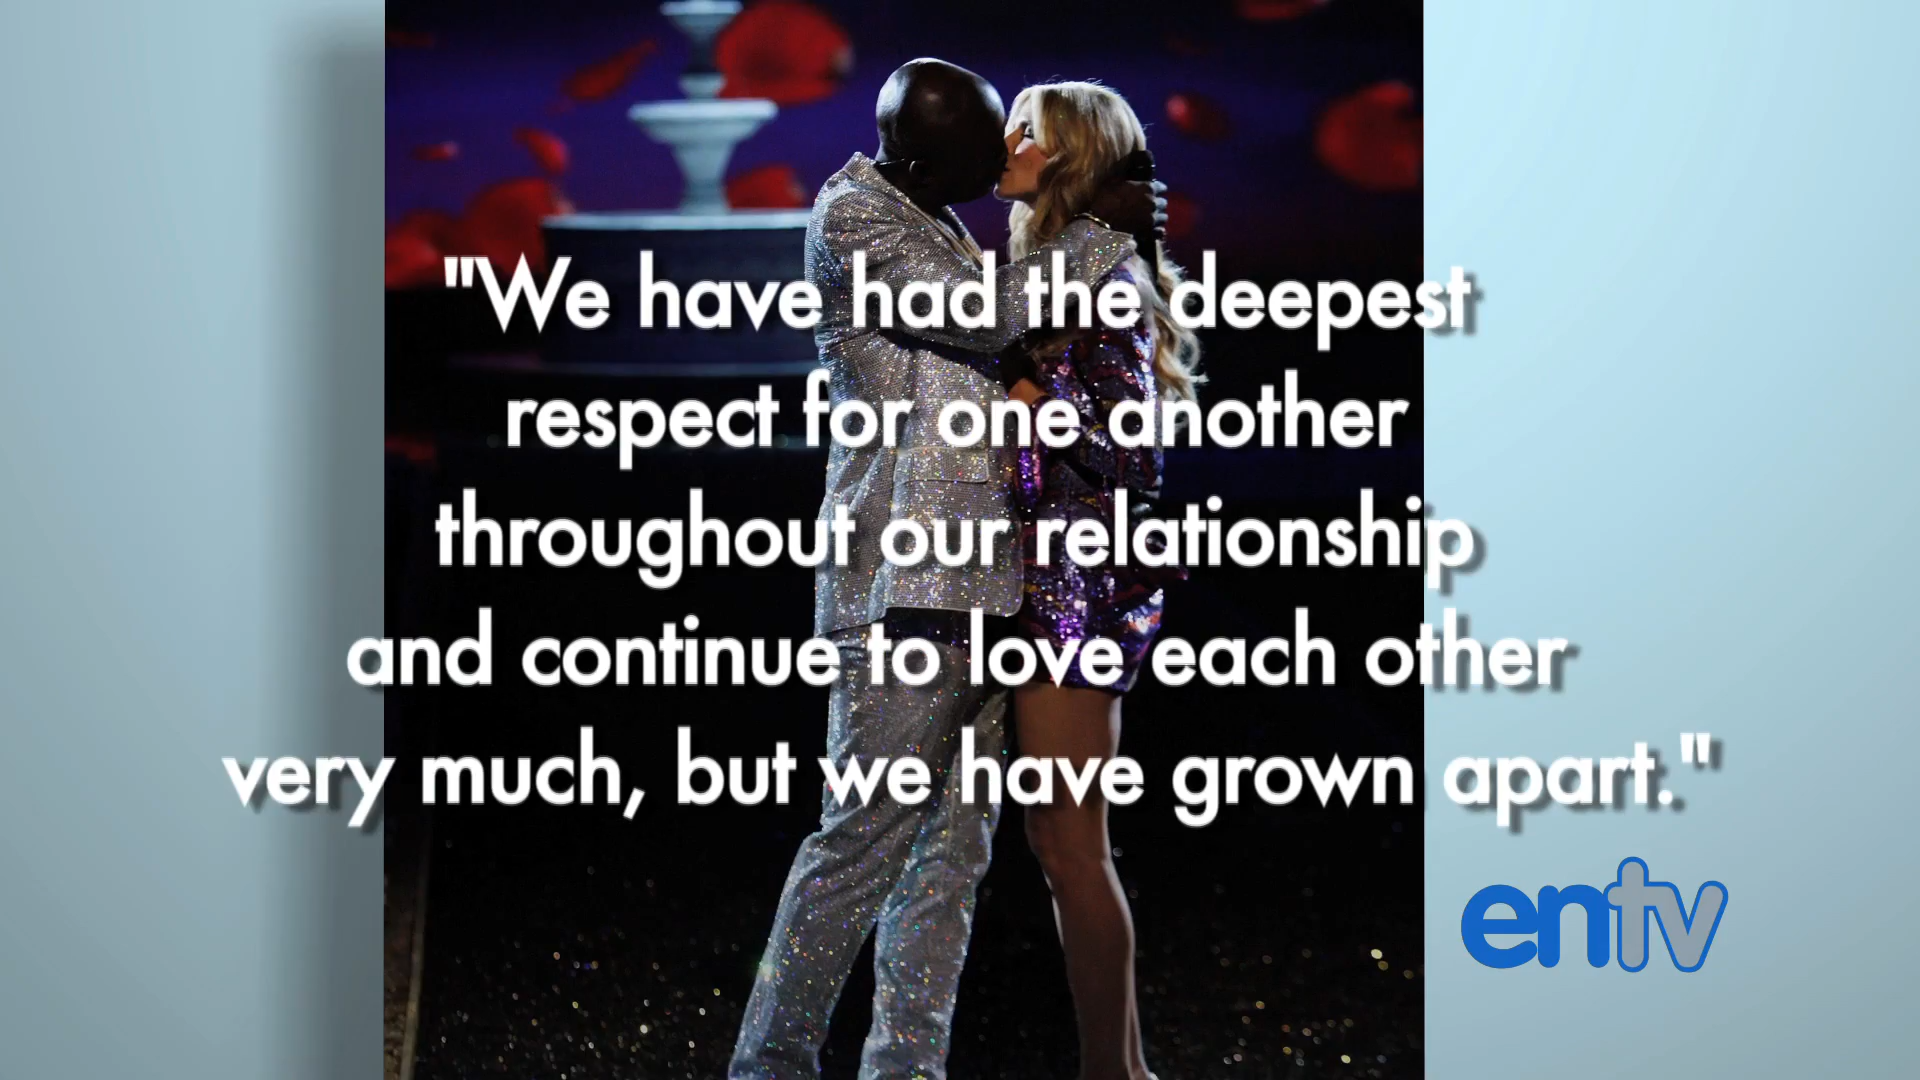 "We have had the deepest
respect for one another
throughout our relationship
and continue to love each other
very much, but we have grown apart."
entv